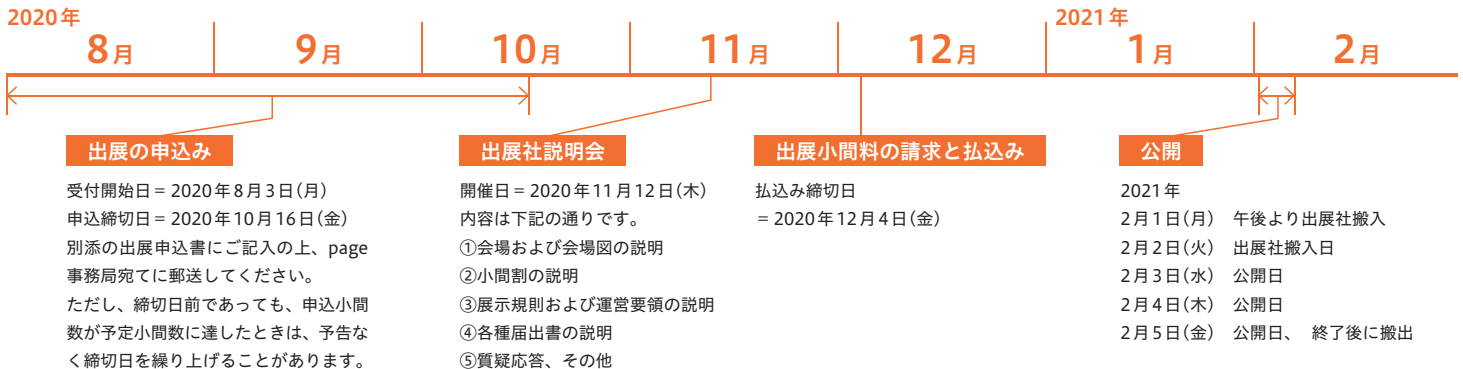 2020年
2021年
8月
9月
10月
11月
12月
1月
2月
出展の申込み
受付開始日＝2020年8月3日（月）
申込締切日＝2020年10月16日（金）
別添の出展申込書にご記入の上、page
事務局宛てに郵送してください。
ただし、締切日前であっても、申込小間
数が予定小間数に達したときは、予告な
く締切日を繰り上げることがあります。
出展社説明会
開催日＝2020年11月12日（木）
内容は下記の通りです。
①会場および会場図の説明
②小間割の説明
③展示規則および運営要領の説明
④各種届出書の説明
⑤質疑応答、その他
出展小間料の請求と払込み
払込み締切日
＝2020年12月4日（金）
公開
2021年
2月1日（月）　午後より出展社搬入
2月2日（火）　出展社搬入日
2月3日（水）　公開日
2月4日（木）　公開日
2月5日（金）　公開日、　終了後に搬出